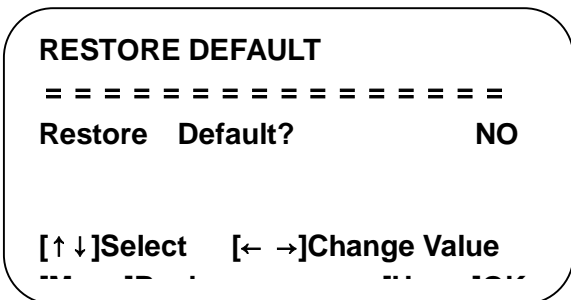 RESTORE DEFAULT
= = = = = = = = = = = = = = = =
Restore Default? NO
[↑↓]Select [← →]Change Value